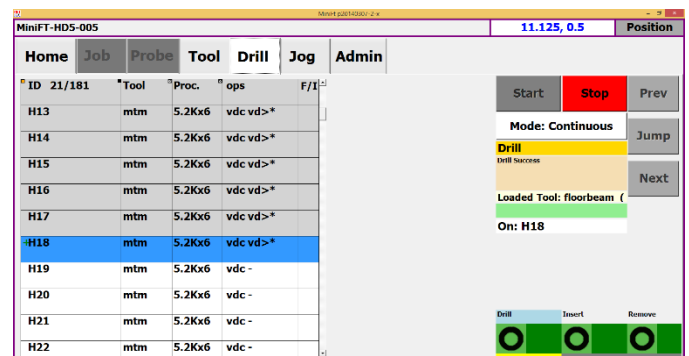 MiniFT-HD5-005
11.125, 0.5 Position
Home Job Probe Tool Drill Jog Admin
ID 21/181 Tool Proc. ops F/I
H13 mtm 5.2Kx6 vdc vd>*
H14 mtm 5.2Kx6 vdc vd>*
H15 mtm 5.2Kx6 vdc vd>*
H16 mtm 5.2Kx6 vdc vd>*
H17 mtm 5.2Kx6 vdc vd>*
+H18 mtm 5.2Kx6 vdc vd>*
H19 mtm 5.2Kx6 vdc -
H20 mtm 5.2Kx6 vdc -
H21 mtm 5.2Kx6 vdc -
H22 mtm 5.2Kx6 vdc -
Start Stop Prev
Mode: Continuous
Jump
Drill
Drill Success
Next
Loaded Tool: floorbeam (
On: H18
Drill Insert Remove